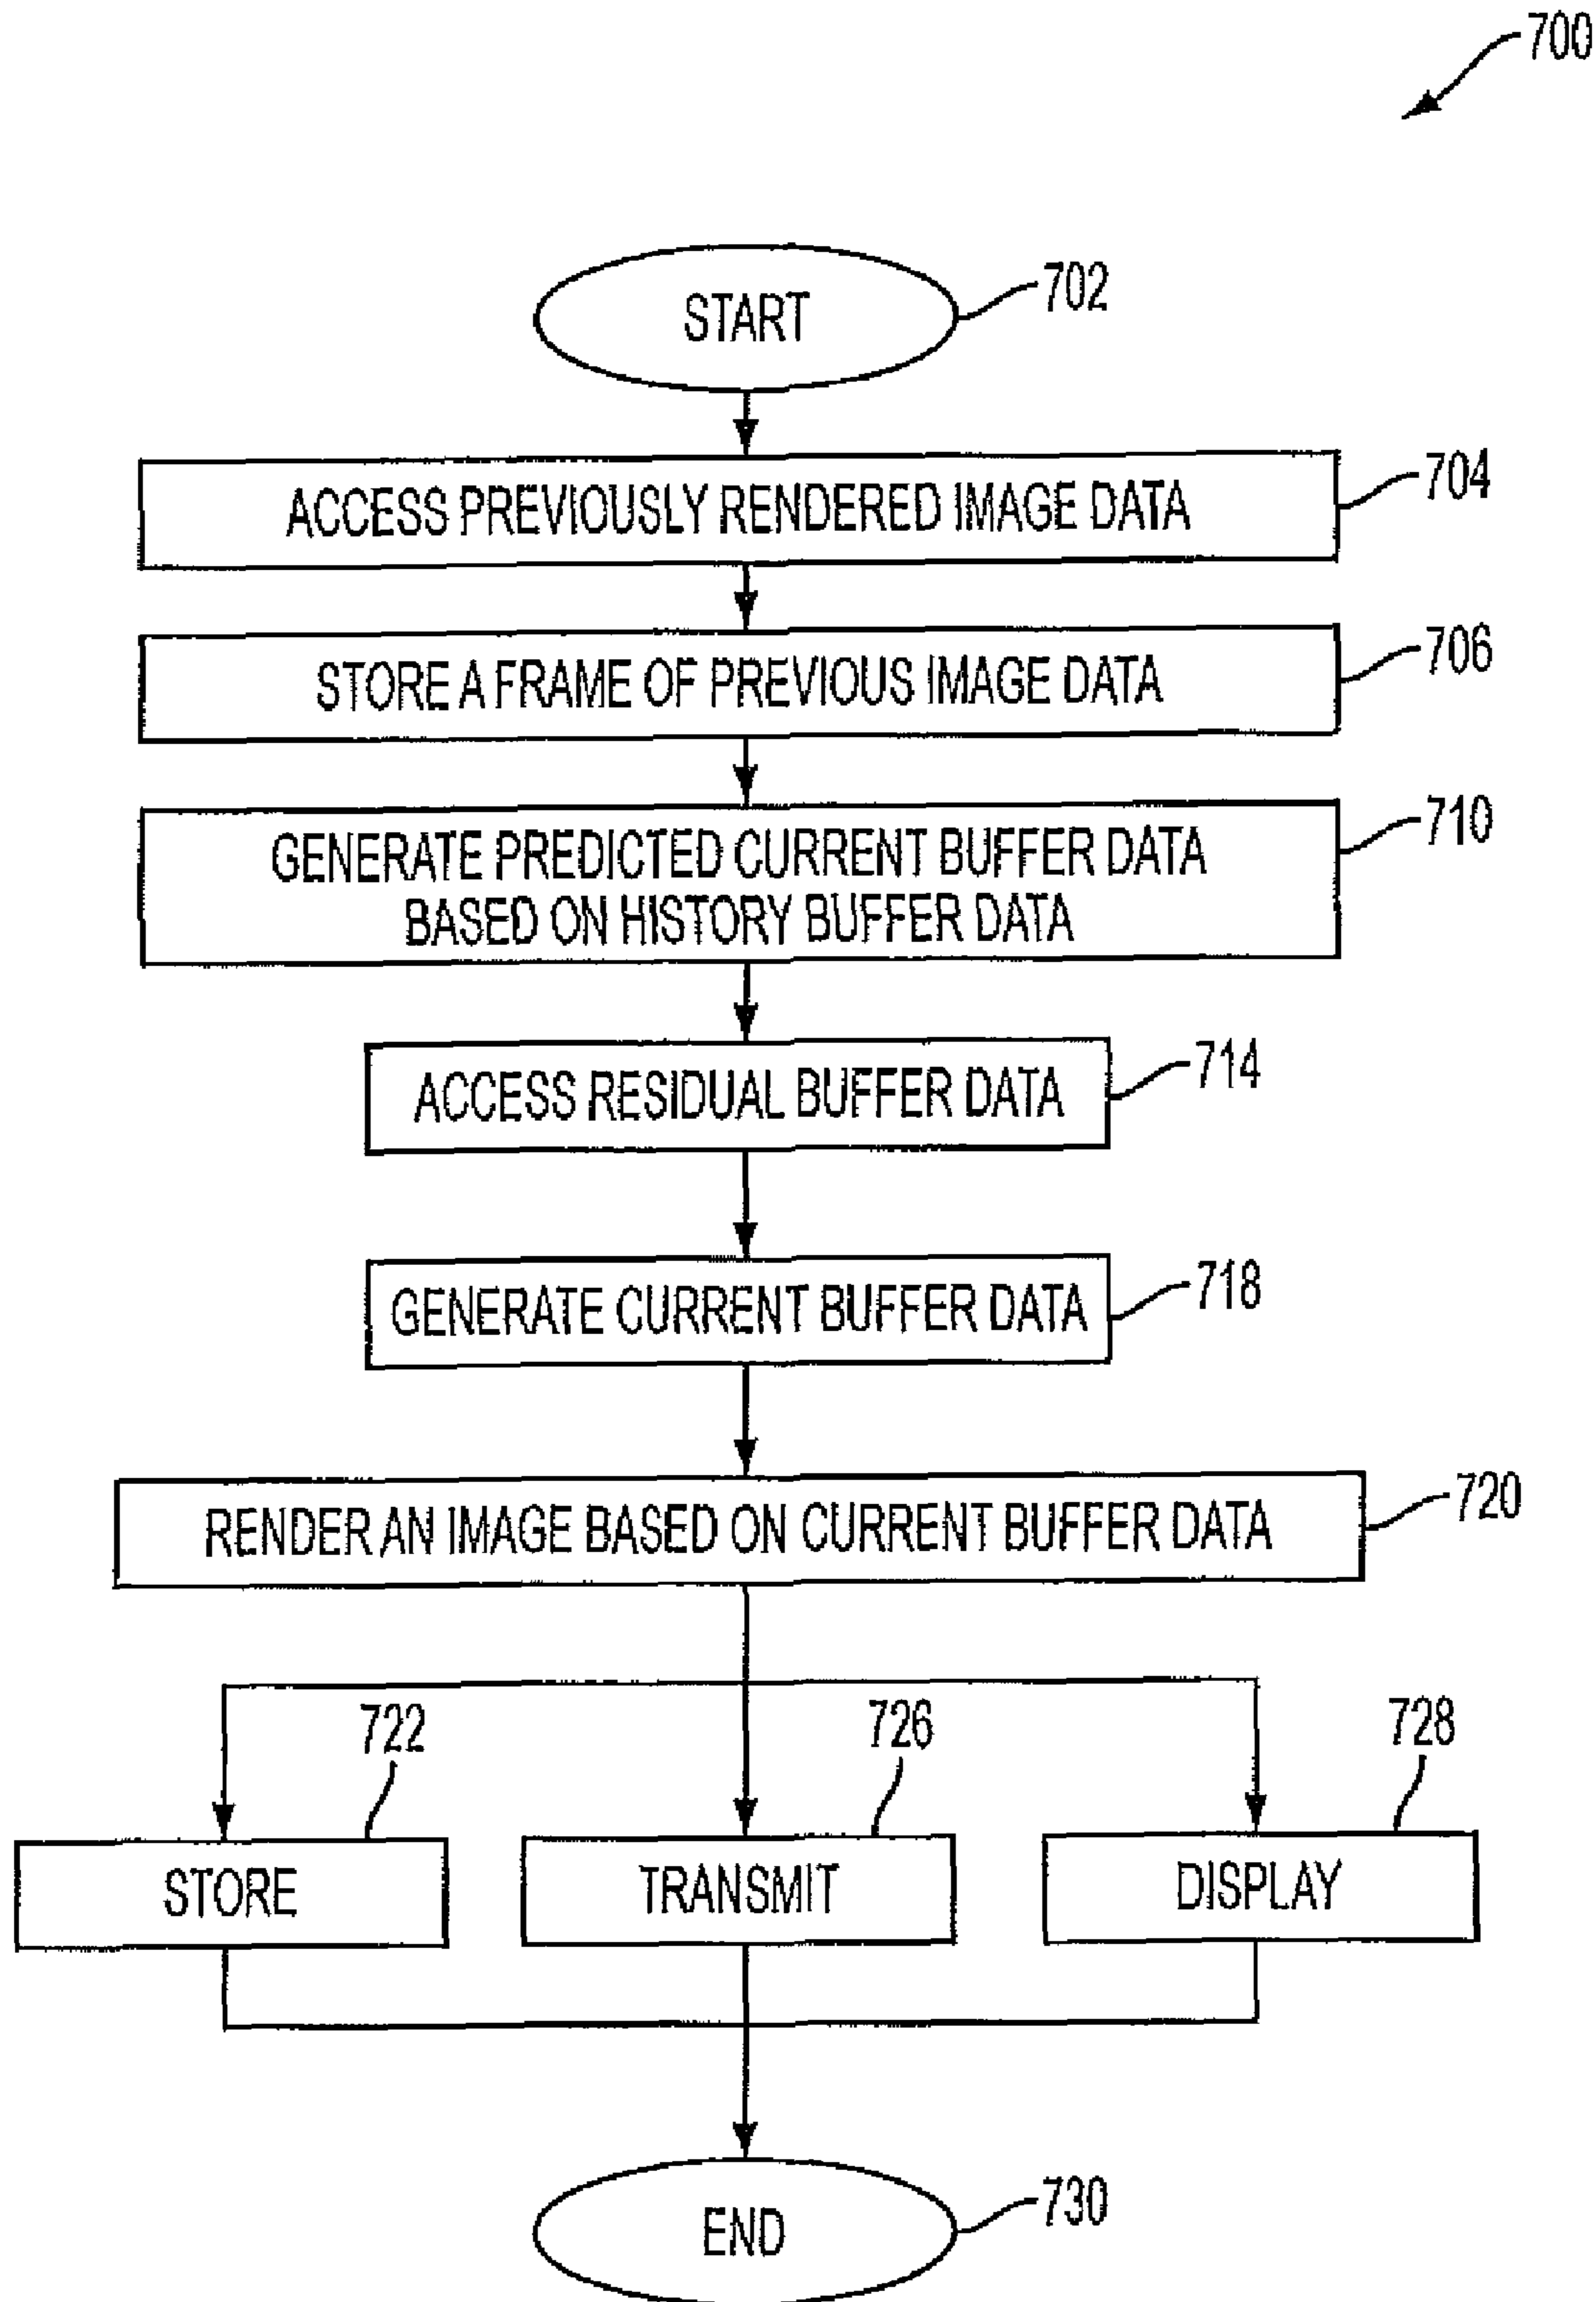 700
START
702
ACCESS PREVIOUSLY RENDERED IMAGE DATA
704
STORE A FRAME OF PREVIOUS IMAGE DATA
706
GENERATE PREDICTED CURRENT BUFFER DATA
BASED ON HISTORY BUFFER DATA
710
ACCESS RESIDUAL BUFFER DATA
714
GENERATE CURRENT BUFFER DATA
718
RENDER AN IMAGE BASED ON CURRENT BUFFER DATA
720
722
726
728
STORE
TRANSMIT
DISPLAY
END
730